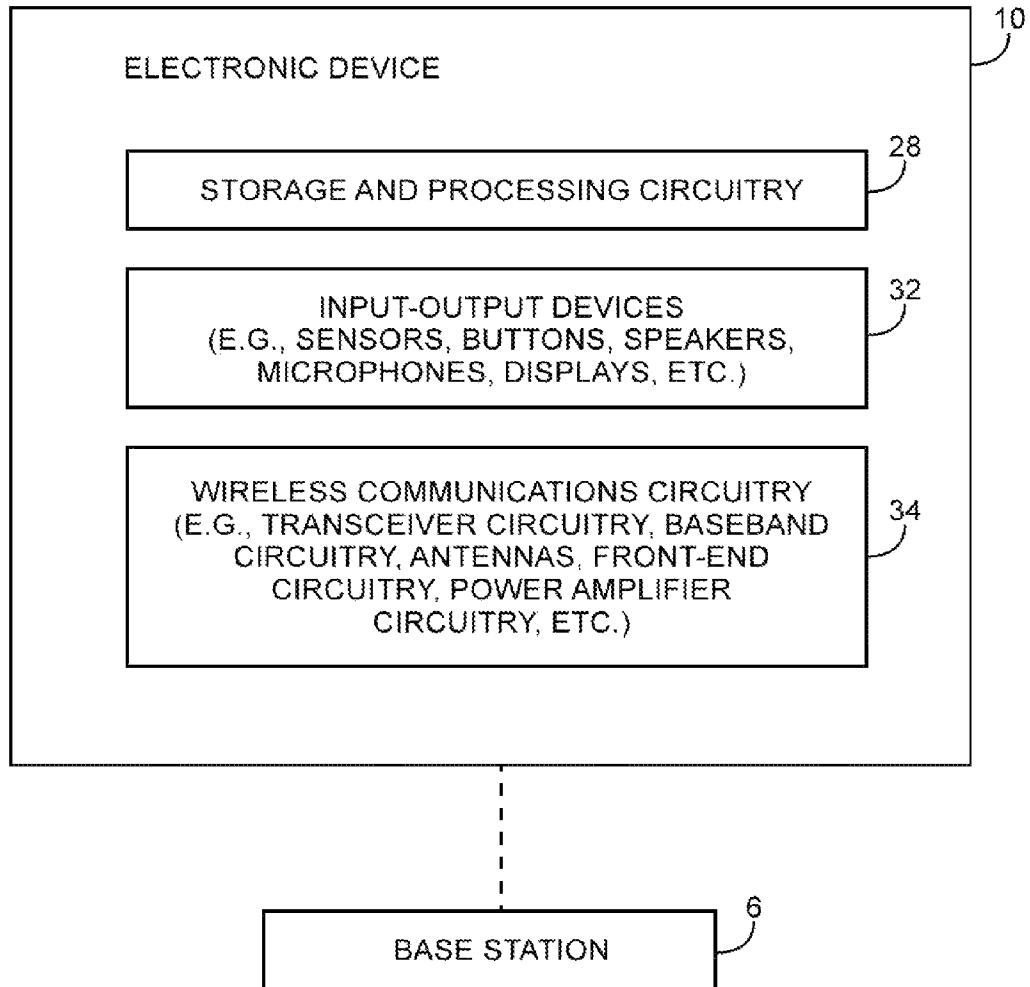 10
ELECTRONIC DEVICE
28
STORAGE AND PROCESSING CIRCUITRY
32
INPUT-OUTPUT DEVICES
(E.G., SENSORS, BUTTONS, SPEAKERS,
MICROPHONES, DISPLAYS, ETC.)
34
WIRELESS COMMUNICATIONS CIRCUITRY
(E.G., TRANSCEIVER CIRCUITRY, BASEBAND
CIRCUITRY, ANTENNAS, FRONT-END
CIRCUITRY, POWER AMPLIFIER
CIRCUITRY, ETC.)
6
BASE STATION